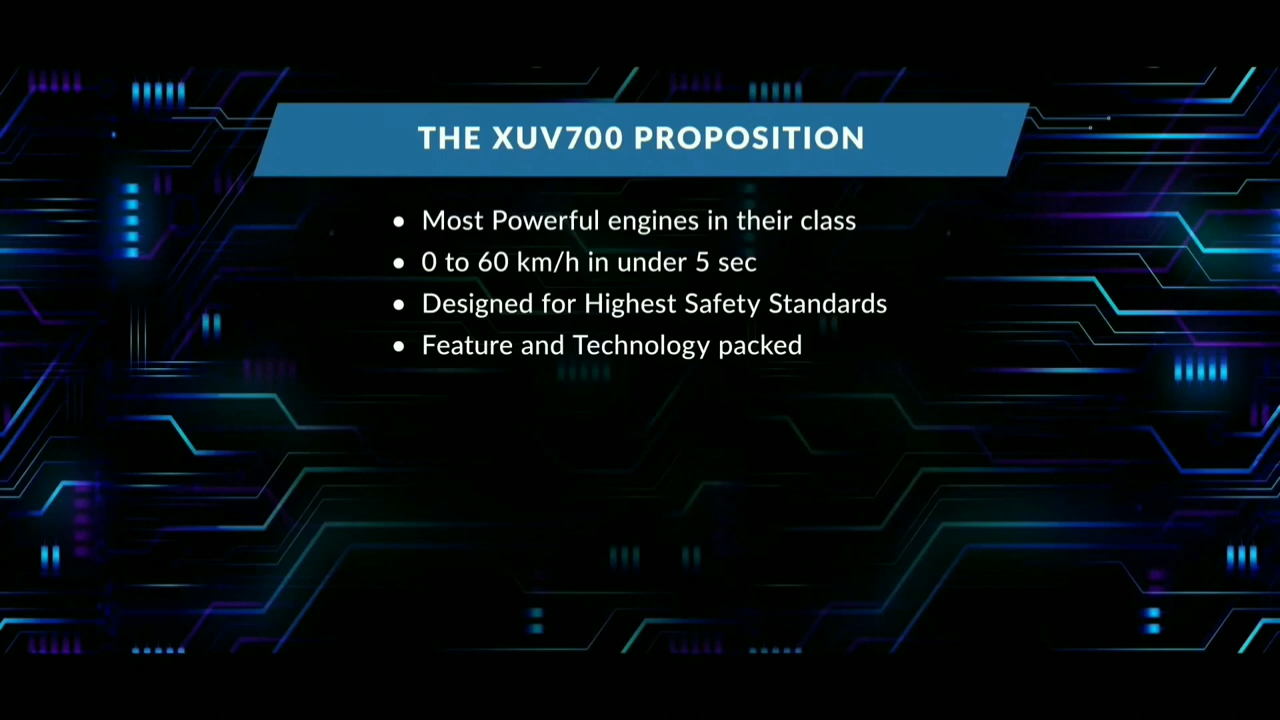 THE XUV700 PROPOSITION
• Most Powerful engines in their class
• 0 to 60 km/h in under 5 sec
• Designed for Highest Safety Standards
• Feature and Technology packed